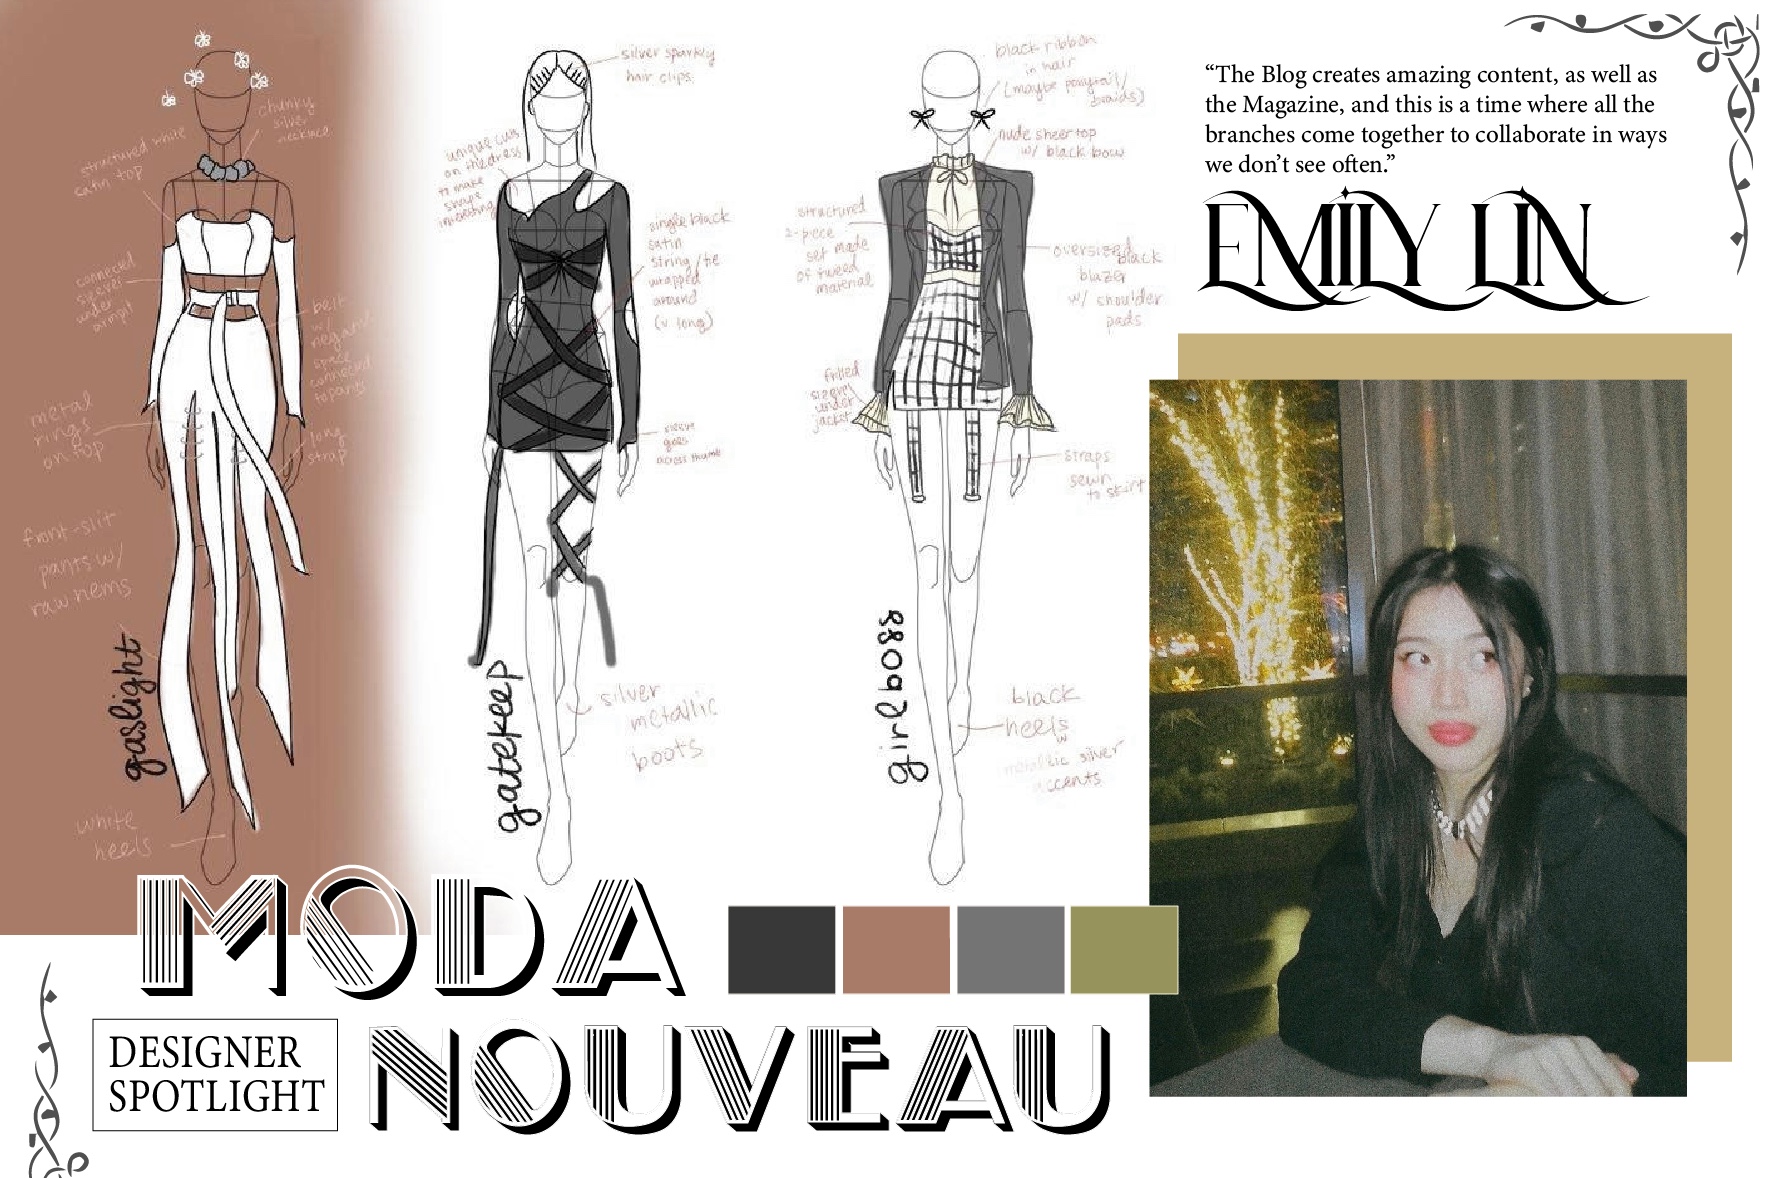 chunky
silver
necklace
structured white
satin top
connected
sleeves
under
armpit
belt
w/
negative
space
connected
to pants
metal
rings
on top
long
strap
front-slit
pants w/
raw hems
gaslight
white
heels
silver sparkly
hair clips
unique cuts
on the dress
to make
shape
interesting
single black
satin
string/tie
wrapped
around
(v long)
sleeve
goes
across thumb
gatekeep
silver
metallic
boots
black ribbon
in hair
(maybe ponytail/
braids)
nude sheer top
w/ black bow
structured
2-piece
set made
of tweed
material
oversized
black
blazer
w/ shoulder
pads
frilled
sleeves
under
jacket
straps
sewn
to skirt
girlboss
black
heels
w
metallic silver
accents
“The Blog creates amazing content, as well as
the Magazine, and this is a time where all the
branches come together to collaborate in ways
we don’t see often.”
EMILY LIN
MODA
DESIGNER
SPOTLIGHT
NOUVEAU